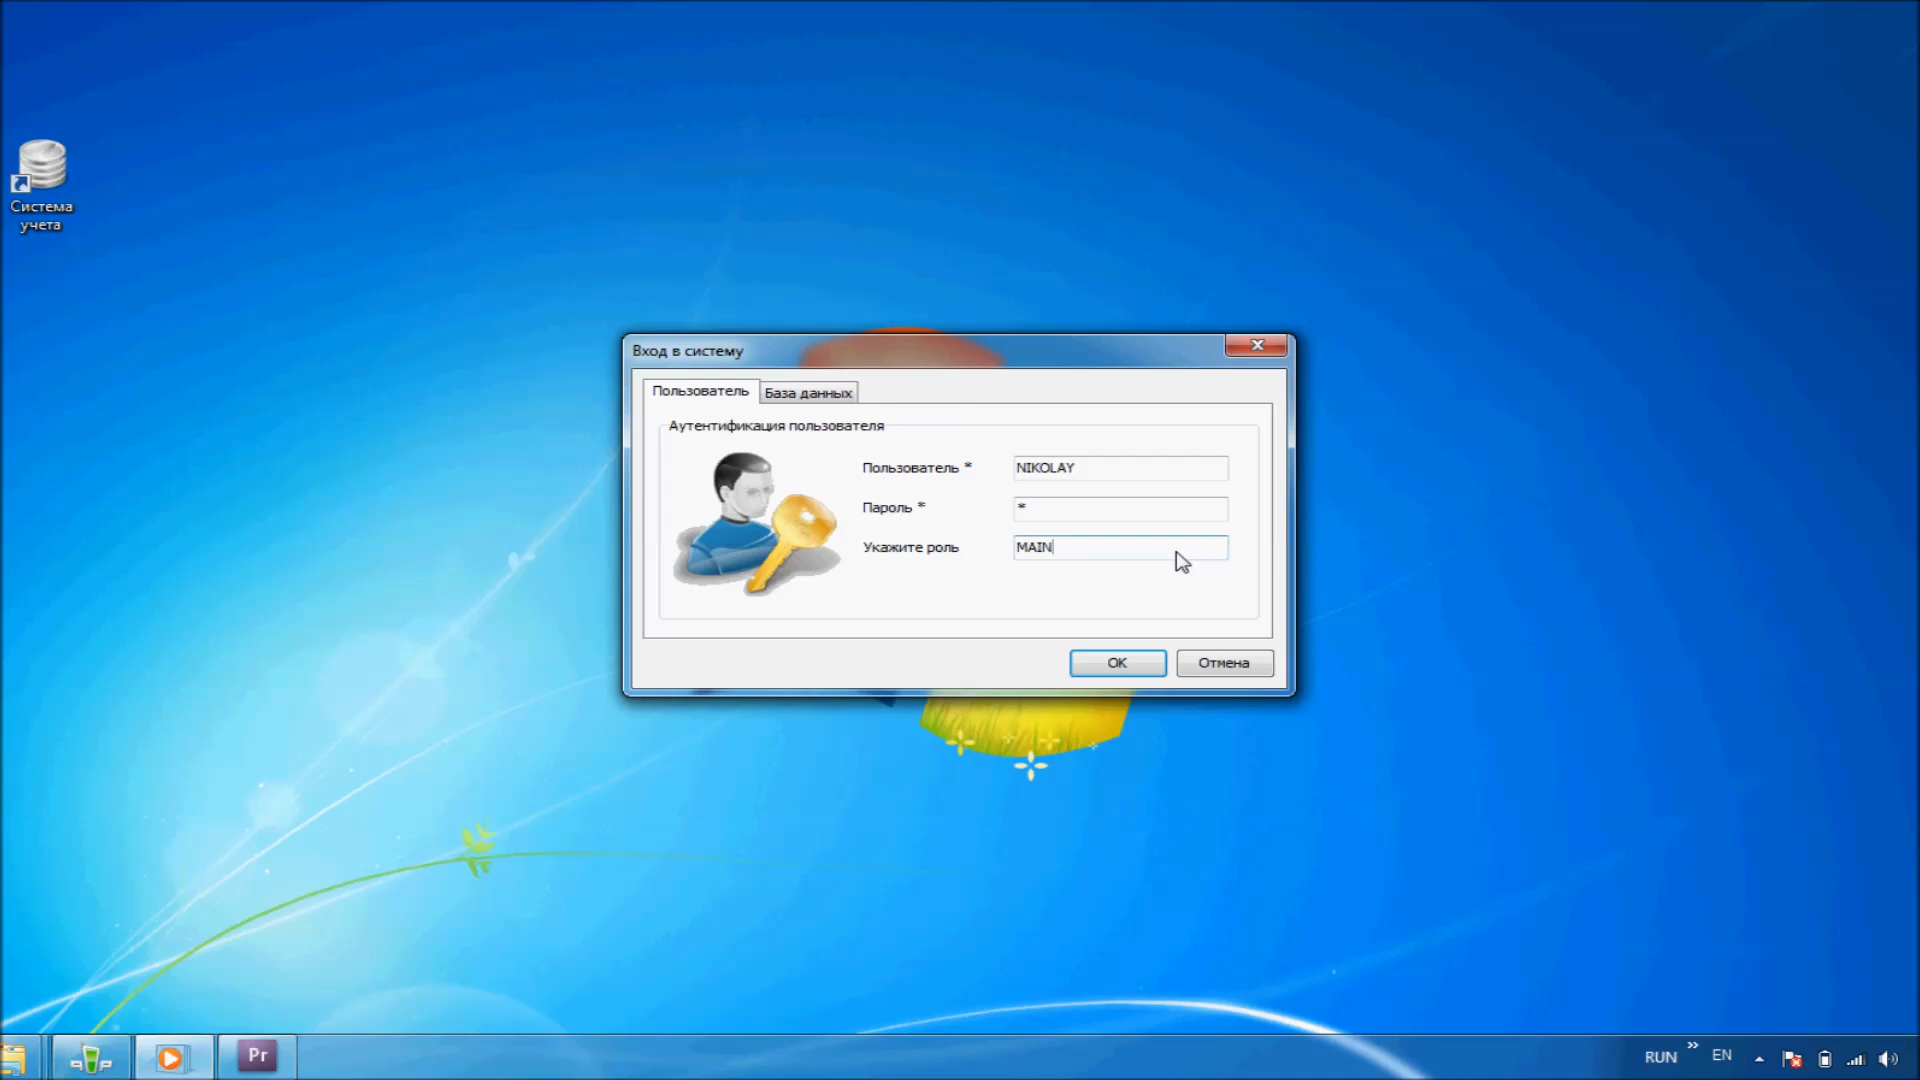 Система
учета
Вход в систему
Пользователь
База данных
Аутентификация пользователя
Пользователь *
NIKOLAY
Пароль *
*
Укажите роль
MAIN
OK
Отмена
Pr
RUN
»
EN